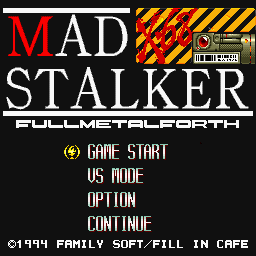 MAD X68
STALKER
FULLMETALFORTH
GAME START
VS MODE
OPTION
CONTINUE
©1994 FAMILY SOFT/FILL IN CAFE